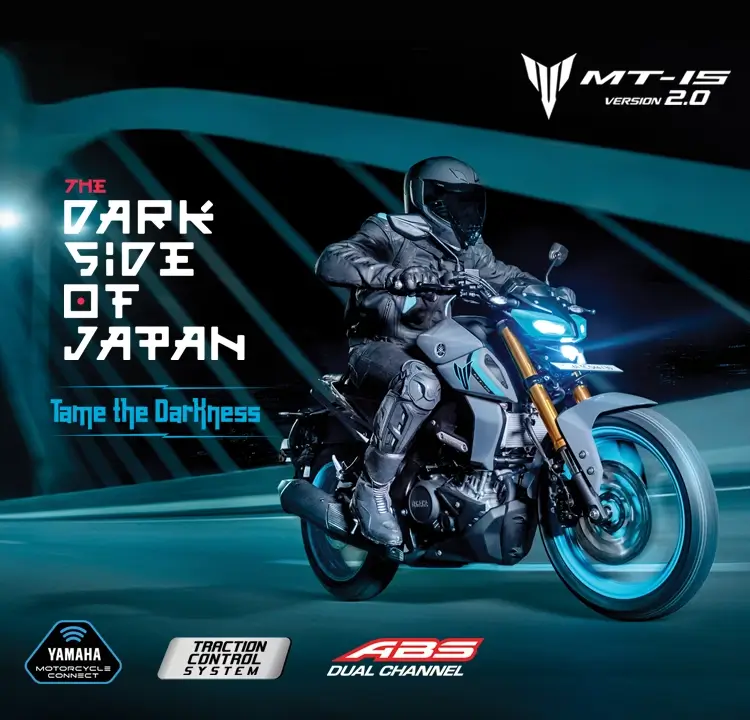 MT-15
VERSION 2.0
THE
DARK
SIDE
OF
JAPAN
Tame the Darkness
YAMAHA
MOTORCYCLE
CONNECT
TRACTION
CONTROL
SYSTEM
ABS
DUAL CHANNEL